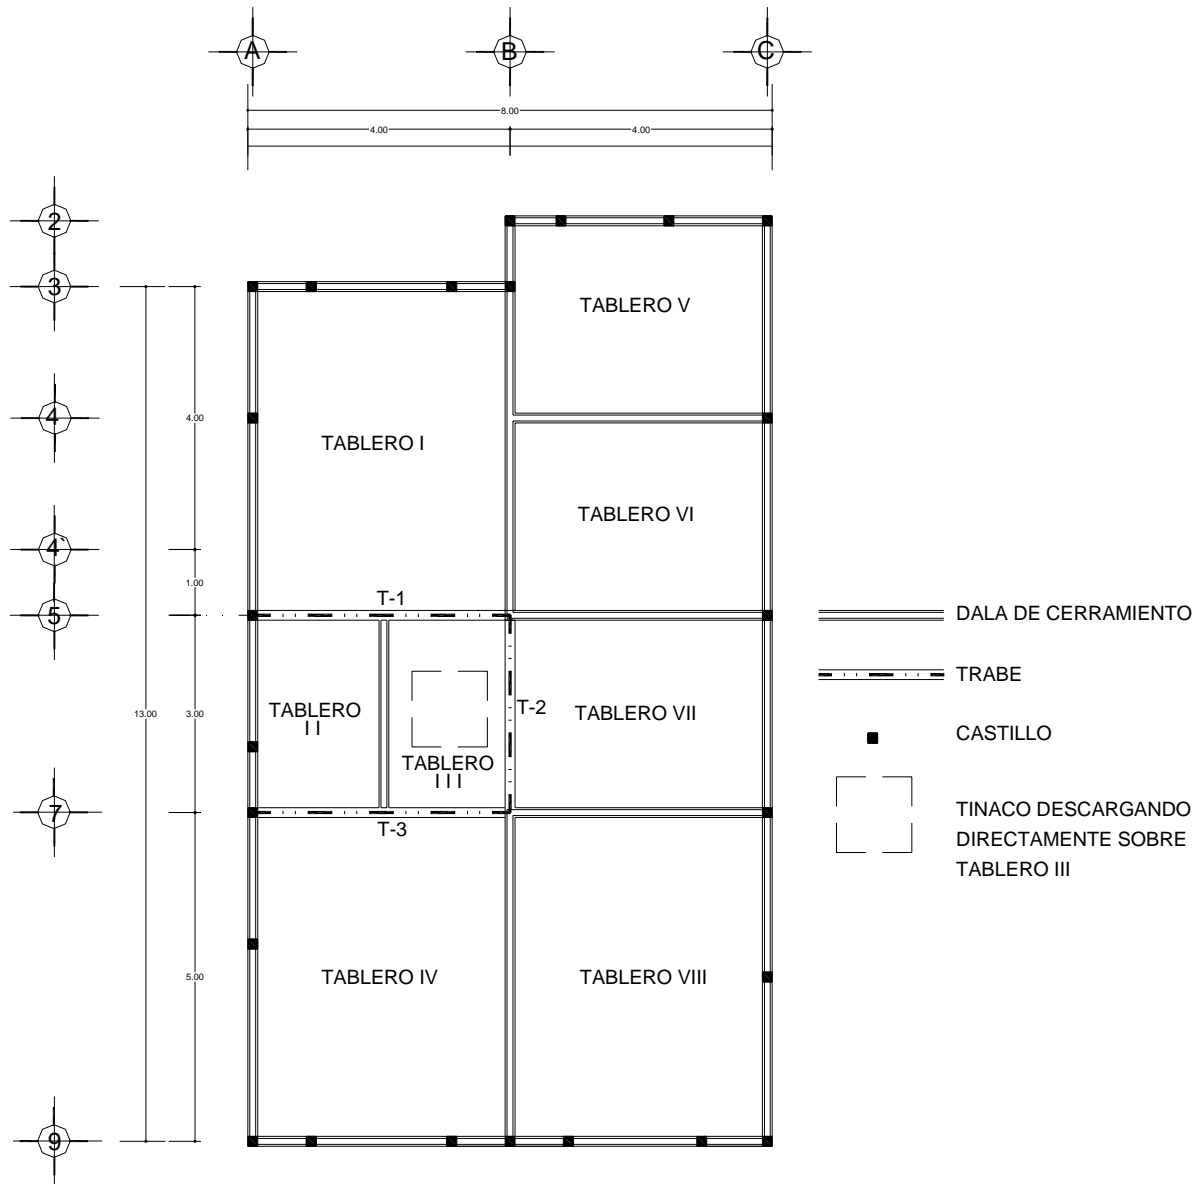 A
B
C
8.00
4.00
4.00
2
3
4
4`
5
7
9
4.00
1.00
13.00
3.00
5.00
TABLERO V
TABLERO I
TABLERO VI
T-1
TABLERO
I I
T-2
TABLERO VII
TABLERO
I I I
T-3
TABLERO IV
TABLERO VIII
DALA DE CERRAMIENTO
TRABE
CASTILLO
TINACO DESCARGANDO
DIRECTAMENTE SOBRE
TABLERO III